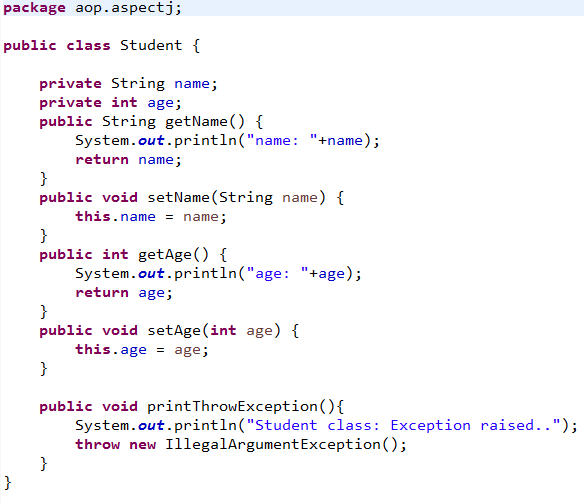 package aop.aspectj;
public class Student {
private String name;
private int age;
public String getName() {
System.out.println("name: "+name);
return name;
}
public void setName(String name) {
this.name = name;
}
public int getAge() {
System.out.println("age: "+age);
return age;
}
public void setAge(int age) {
this.age = age;
}
public void printThrowException(){
System.out.println("Student class: Exception raised..");
throw new IllegalArgumentException();
}
}